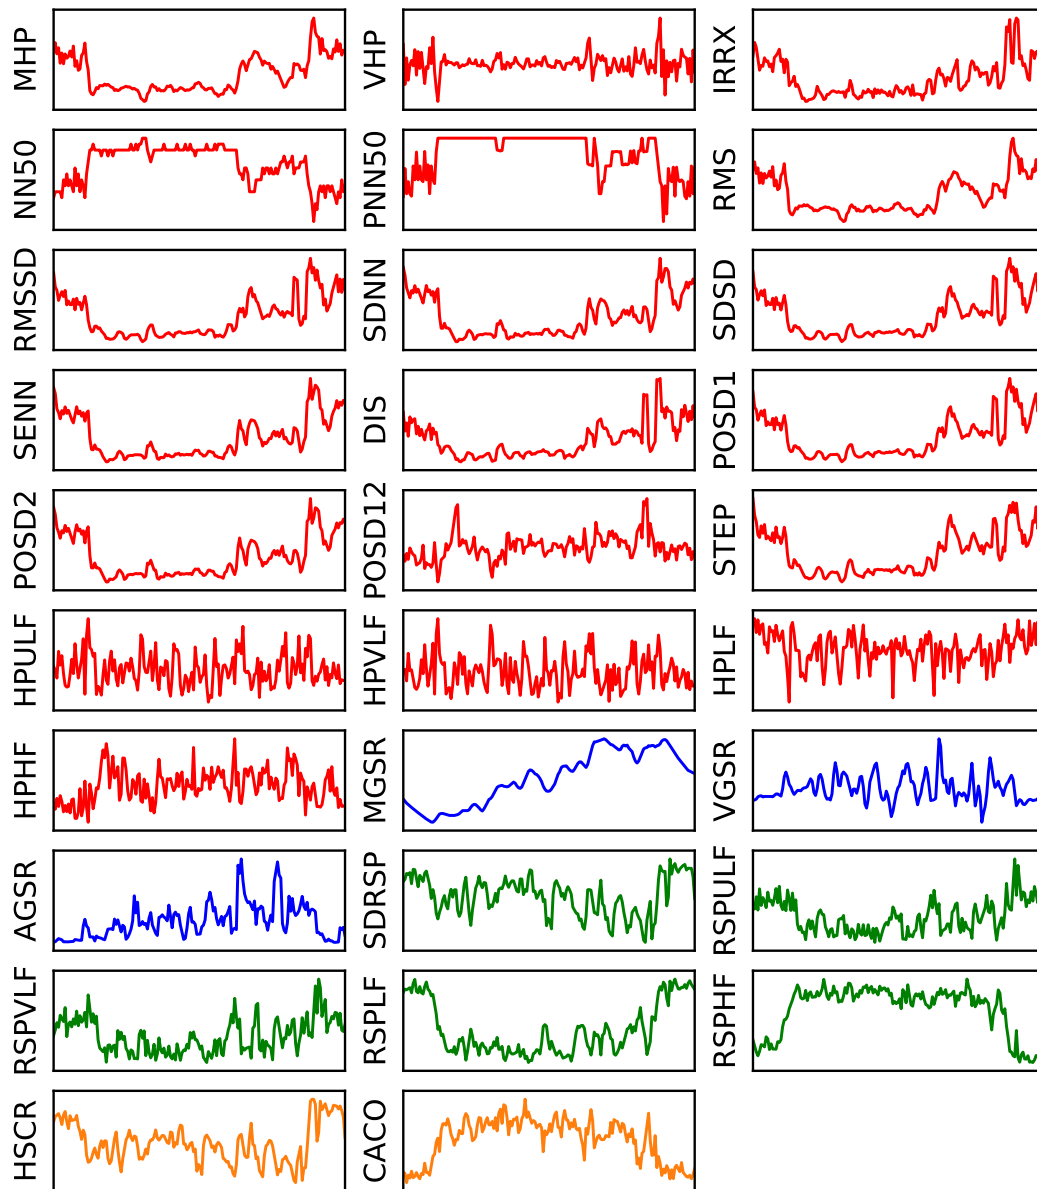 MHP
VHP
IRRX
NN50
PNN50
RMS
RMSSD
SDNN
SDSD
SENN
DIS
POSD1
POSD2
POSD12
STEP
HPULF
HPVLF
HPLF
HPHF
MGSR
VGSR
AGSR
SDRSP
RSPULF
RSPVLF
RSPLF
RSPHF
HSCR
CACO